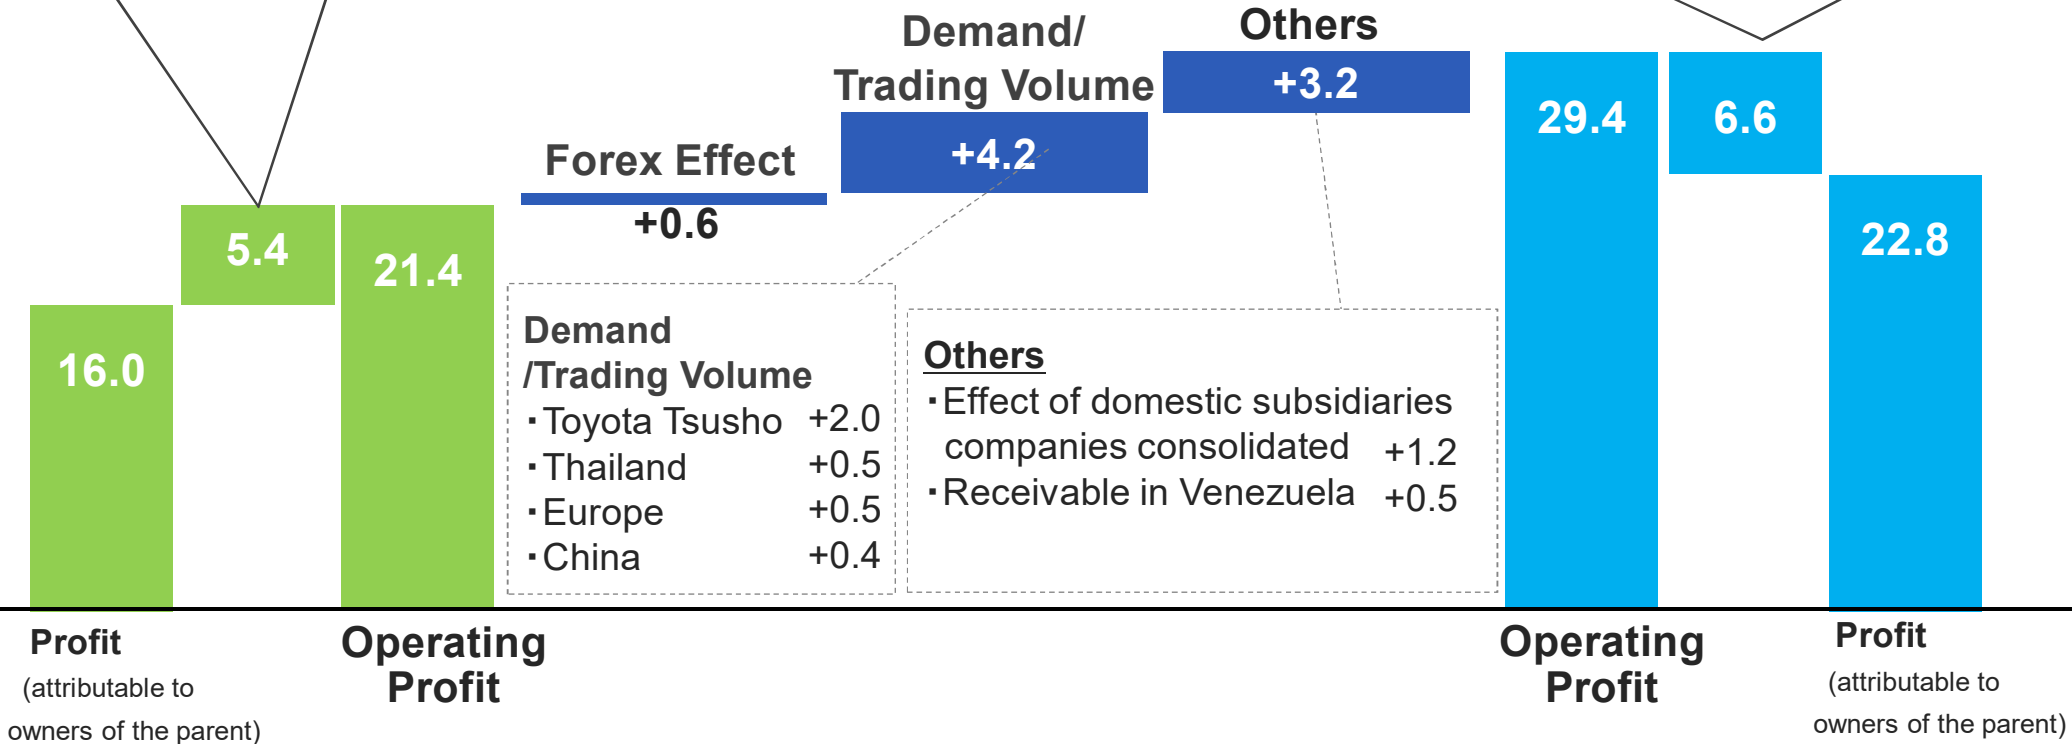 Demand/
Trading Volume
Others
+3.2
+4.2
Forex Effect
+0.6
5.4
21.4
16.0
29.4
6.6
22.8
Demand
/Trading Volume
・Toyota Tsusho +2.0
・Thailand +0.5
・Europe +0.5
・China +0.4
Others
・Effect of domestic subsidiaries
companies consolidated +1.2
・Receivable in Venezuela +0.5
Profit
(attributable to
owners of the parent)
Operating
Profit
Operating
Profit
Profit
(attributable to
owners of the parent)